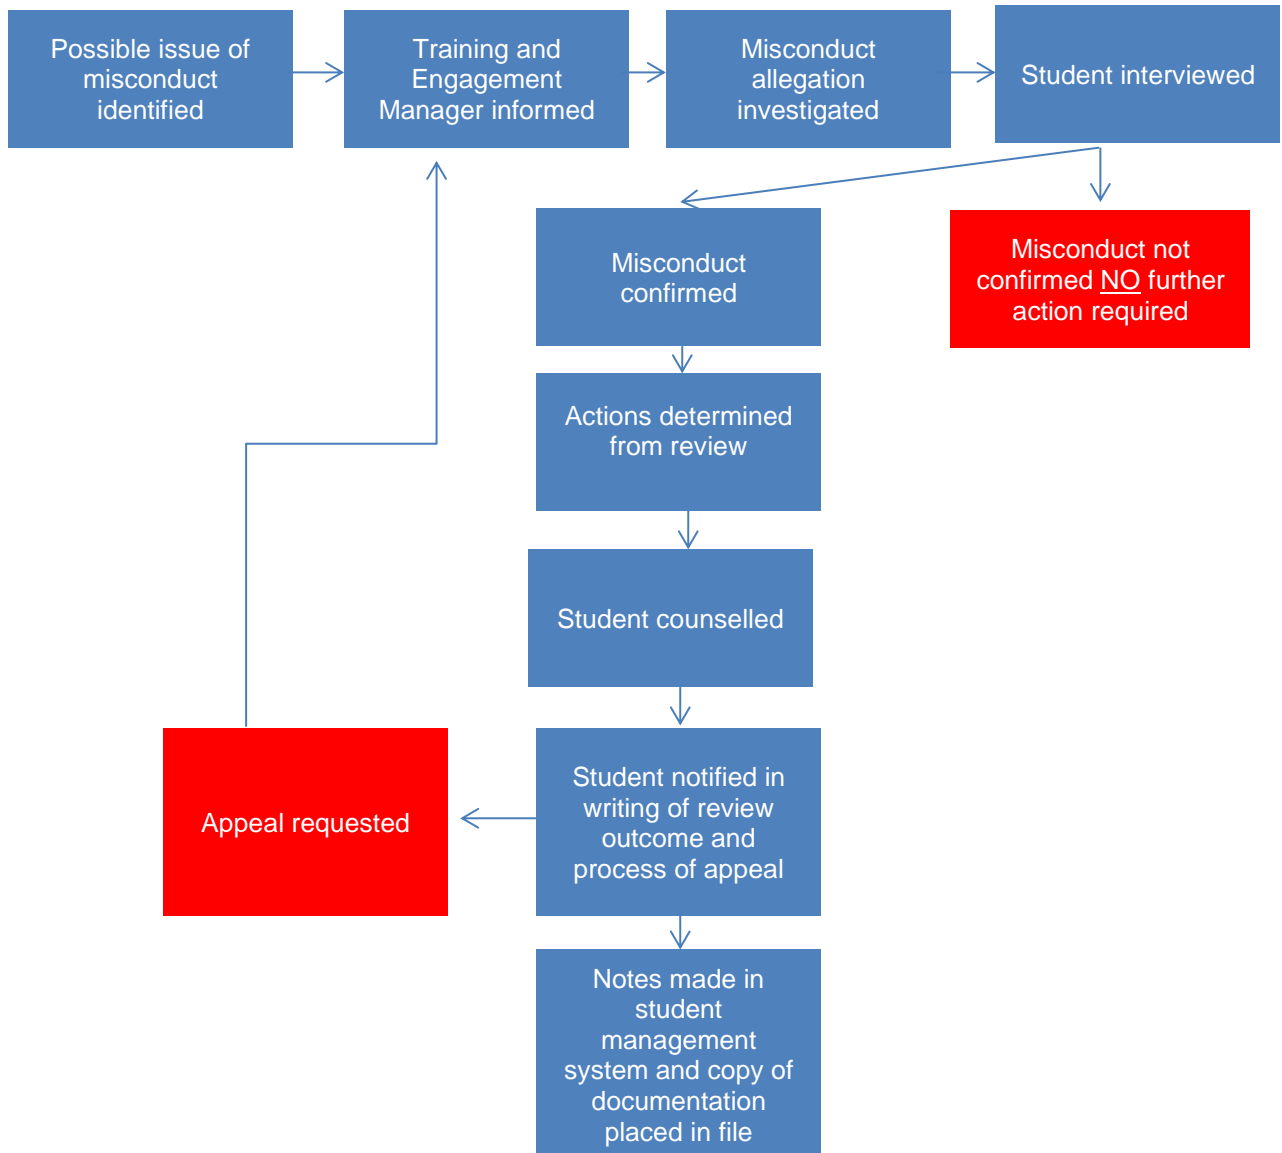 Possible issue of
misconduct
identified
Training and
Engagement
Manager informed
Misconduct
allegation
investigated
Student interviewed
Misconduct
confirmed
Misconduct not
confirmed NO further
action required
Actions determined
from review
Student counselled
Appeal requested
Student notified in
writing of review
outcome and
process of appeal
Notes made in
student
management
system and copy of
documentation
placed in file